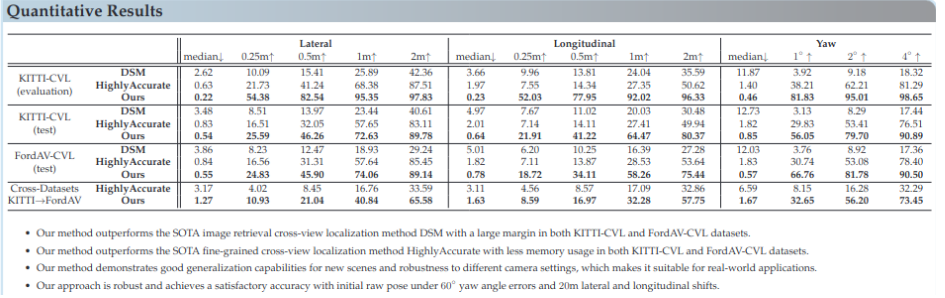 Quantitative Results
Lateral Longitudinal Yaw
median↓ 0.25m↑ 0.5m↑ 1m↑ 2m↑ median↓ 0.25m↑ 0.5m↑ 1m↑ 2m↑ median↓ 1° ↑ 2° ↑ 4° ↑
KITTI-CVL (evaluation) DSM 2.62 10.09 15.41 25.89 42.36 3.66 9.96 13.81 24.04 35.59 11.87 3.92 9.18 18.32
HighlyAccurate 0.63 21.73 41.24 68.38 87.51 1.97 7.55 14.34 27.35 50.62 1.40 38.21 62.21 81.29
Ours 0.22 54.38 82.54 95.35 97.83 0.23 52.03 77.95 92.02 96.33 0.46 81.83 95.01 98.65
KITTI-CVL (test) DSM 3.48 8.51 13.97 23.44 40.61 4.97 7.67 11.02 20.03 30.48 12.73 3.13 8.29 17.44
HighlyAccurate 0.83 16.51 32.05 57.65 83.11 2.01 7.14 14.11 27.41 49.94 1.82 29.83 53.41 76.51
Ours 0.54 25.59 46.26 72.63 89.78 0.64 21.91 41.22 64.47 80.37 0.85 56.05 79.70 90.89
FordAV-CVL (test) DSM 3.86 8.23 12.47 18.93 29.24 5.01 6.20 10.25 16.39 27.28 12.03 3.76 8.92 17.36
HighlyAccurate 0.84 16.56 31.31 57.64 85.45 1.82 7.11 13.87 28.53 53.64 1.83 30.74 53.08 78.40
Ours 0.55 24.83 45.90 74.06 89.14 0.78 18.72 34.11 58.26 75.44 0.57 66.76 81.78 90.50
Cross-Datasets HighlyAccurate 3.17 4.02 8.45 16.76 33.59 3.11 4.56 8.57 17.09 32.86 6.59 8.15 16.28 32.29
KITTI→FordAV Ours 1.27 10.93 21.04 40.84 65.58 1.63 8.59 16.97 32.28 57.75 1.67 32.65 56.20 73.45
• Our method outperforms the SOTA image retrieval cross-view localization method DSM with a large margin in both KITTI-CVL and FordAV-CVL datasets.
• Our method outperforms the SOTA fine-grained cross-view localization method HighlyAccurate with less memory usage in both KITTI-CVL and FordAV-CVL datasets.
• Our method demonstrates good generalization capabilities for new scenes and robustness to different camera settings, which makes it suitable for real-world applications.
• Our approach is robust and achieves a satisfactory accuracy with initial raw pose under 60° yaw angle errors and 20m lateral and longitudinal shifts.